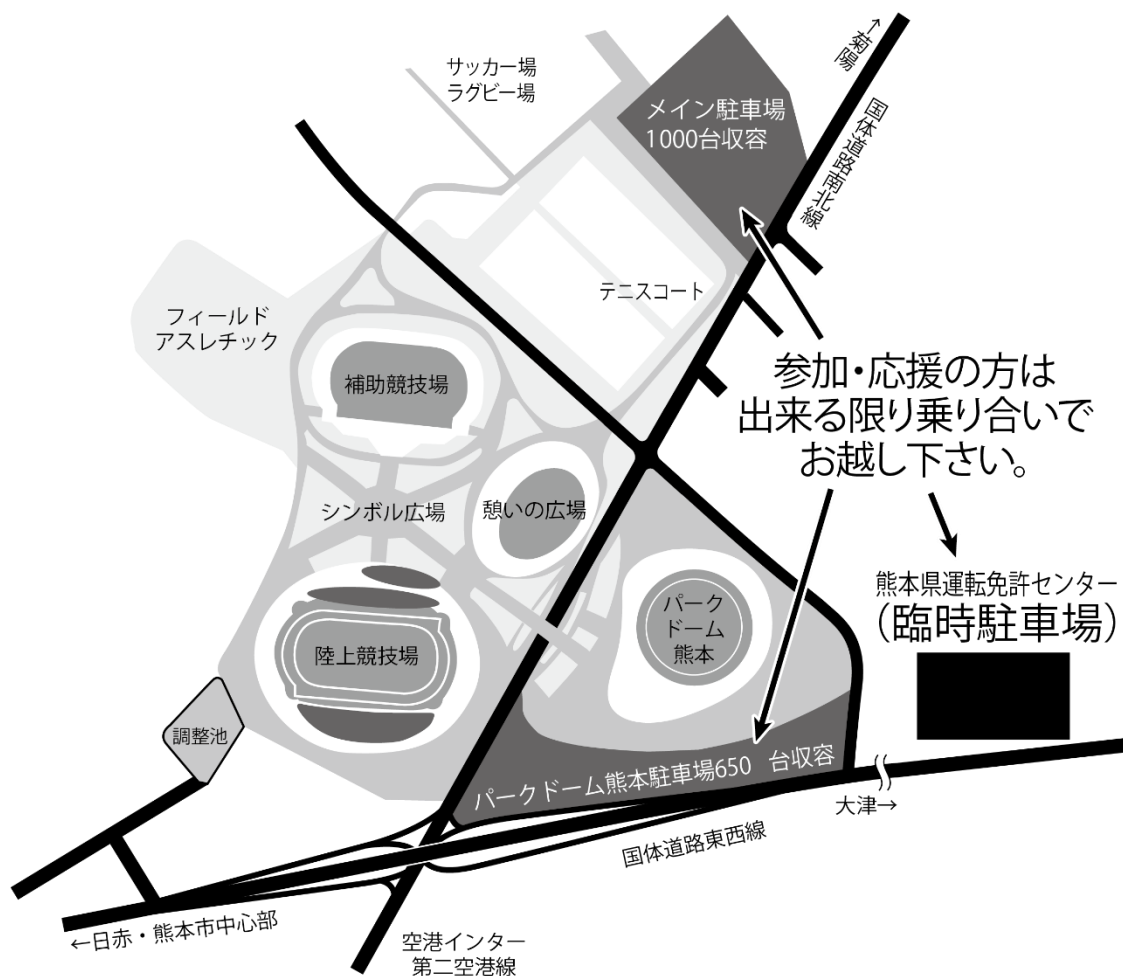 サッカー場
ラグビー場
メイン駐車場
1000台収容
↑菊陽
国体道路南北線
フィールド
アスレチック
テニスコート
補助競技場
参加・応援の方は
出来る限り乗り合いで
お越し下さい。
シンボル広場
憩いの広場
熊本県運転免許センター
(臨時駐車場)
パーク
ドーム
熊本
陸上競技場
調整池
パークドーム熊本駐車場650 台収容
大津→
国体道路東西線
←日赤・熊本市中心部
空港インター
第二空港線